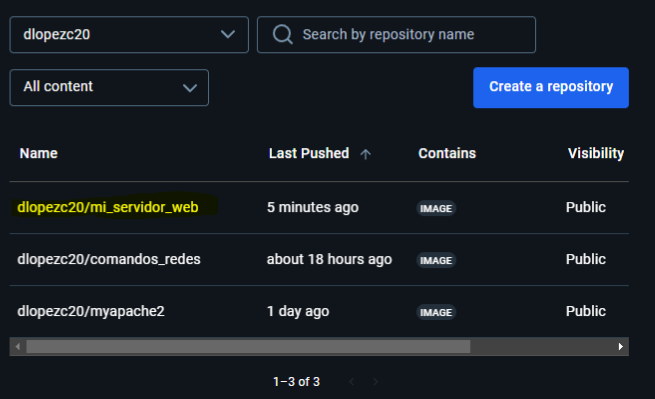 dlopezc20 Search by repository name
All content Create a repository
Name Last Pushed Contains Visibility
dlopezc20/mi_servidor_web 5 minutes ago IMAGE Public
dlopezc20/comandos_redes about 18 hours ago IMAGE Public
dlopezc20/myapache2 1 day ago IMAGE Public
1–3 of 3